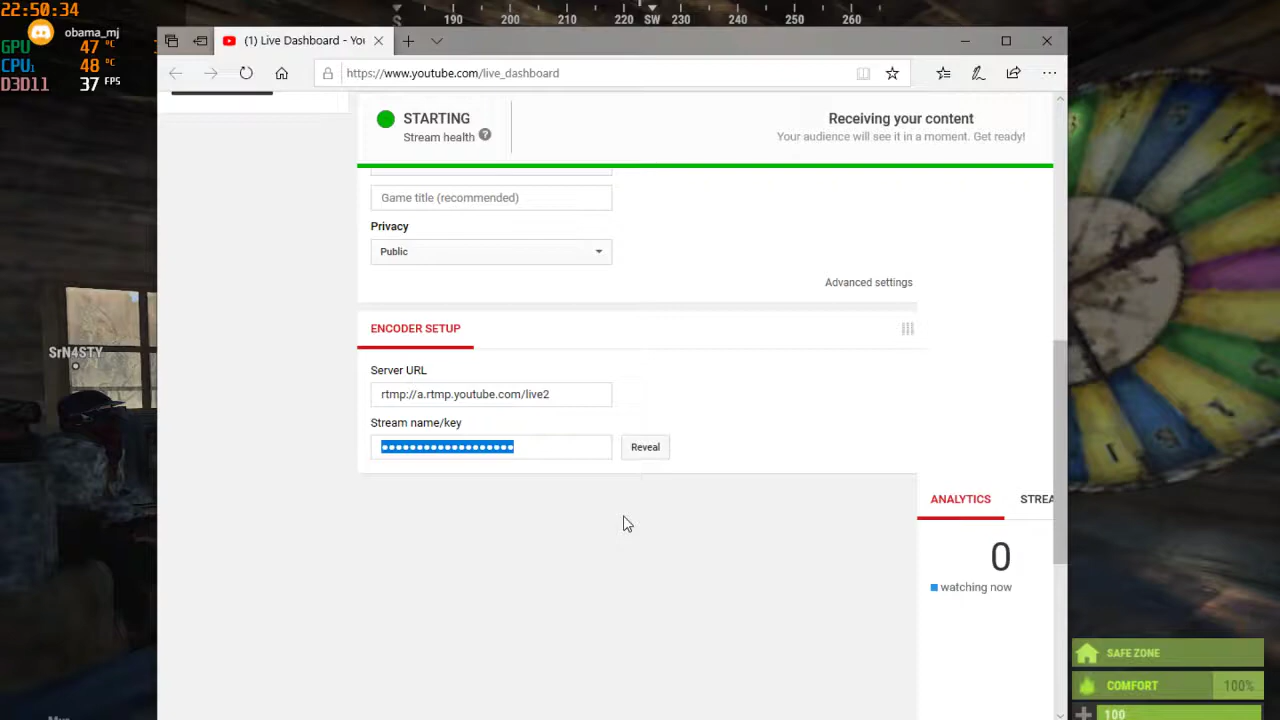 22:50:34
obama_mj
GPU 47 °C
CPU1 48 °C
D3D11 37 FPS
S 190 200 210 220 SW 230 240 250 260
(1) Live Dashboard - You
https://www.youtube.com/live_dashboard
STARTING
Stream health ?
Receiving your content
Your audience will see it in a moment. Get ready!
Game title (recommended)
Privacy
Public
Advanced settings
ENCODER SETUP
Server URL
rtmp://a.rtmp.youtube.com/live2
Stream name/key
•••••••••••••••••••
Reveal
SrN4STY
ANALYTICS STREA
0
watching now
SAFE ZONE
COMFORT 100%
100